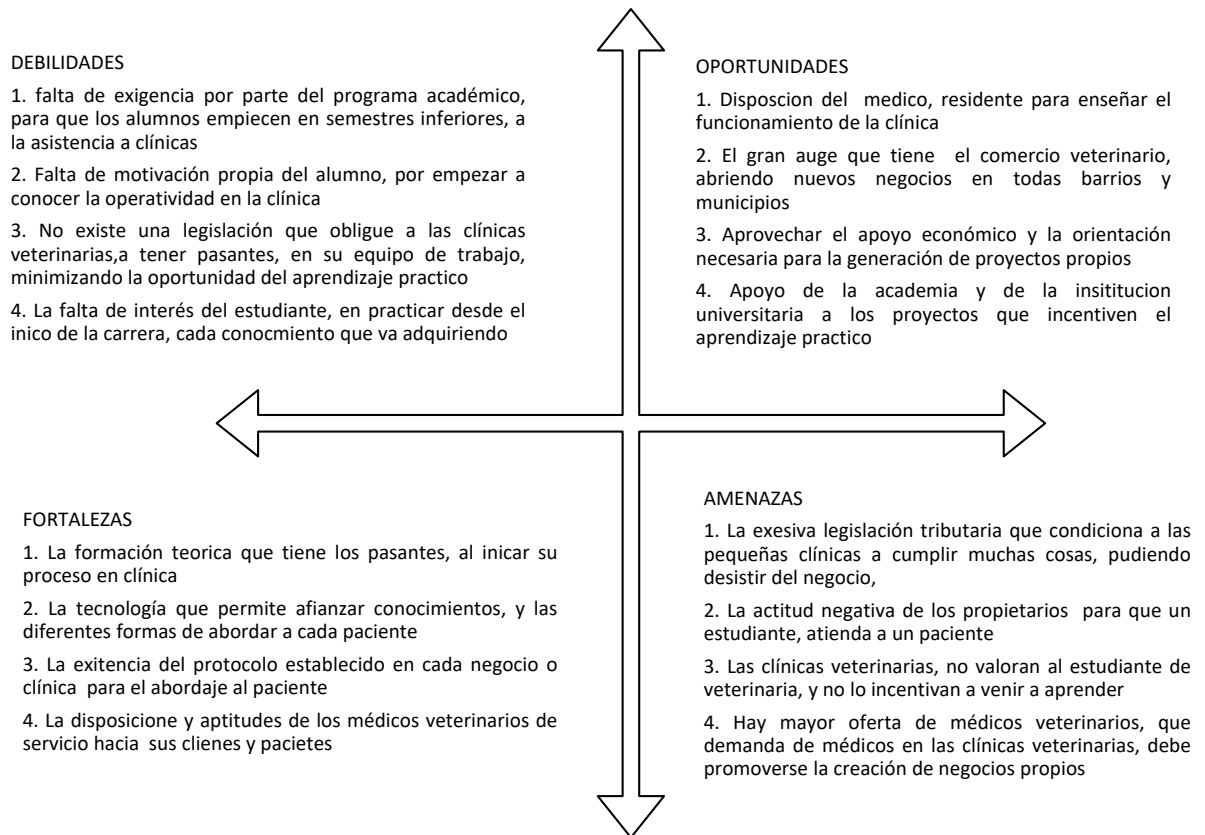 DEBILIDADES
1. falta de exigencia por parte del programa académico,
para que los alumnos empiecen en semestres inferiores, a
la asistencia a clínicas
2. Falta de motivación propia del alumno, por empezar a
conocer la operatividad en la clínica
3. No existe una legislación que obligue a las clínicas
veterinarias,a tener pasantes, en su equipo de trabajo,
minimizando la oportunidad del aprendizaje practico
4. La falta de interés del estudiante, en practicar desde el
inico de la carrera, cada conocmiento que va adquiriendo
OPORTUNIDADES
1. Disposcion del medico, residente para enseñar el
funcionamiento de la clínica
2. El gran auge que tiene el comercio veterinario,
abriendo nuevos negocios en todas barrios y
municipios
3. Aprovechar el apoyo económico y la orientación
necesaria para la generación de proyectos propios
4. Apoyo de la academia y de la insititucion
universitaria a los proyectos que incentiven el
aprendizaje practico
FORTALEZAS
1. La formación teorica que tiene los pasantes, al inicar su
proceso en clínica
2. La tecnología que permite afianzar conocimientos, y las
diferentes formas de abordar a cada paciente
3. La exitencia del protocolo establecido en cada negocio o
clínica para el abordaje al paciente
4. La disposicione y aptitudes de los médicos veterinarios de
servicio hacia sus clienes y pacietes
AMENAZAS
1. La exesiva legislación tributaria que condiciona a las
pequeñas clínicas a cumplir muchas cosas, pudiendo
desistir del negocio,
2. La actitud negativa de los propietarios para que un
estudiante, atienda a un paciente
3. Las clínicas veterinarias, no valoran al estudiante de
veterinaria, y no lo incentivan a venir a aprender
4. Hay mayor oferta de médicos veterinarios, que
demanda de médicos en las clínicas veterinarias, debe
promoverse la creación de negocios propios